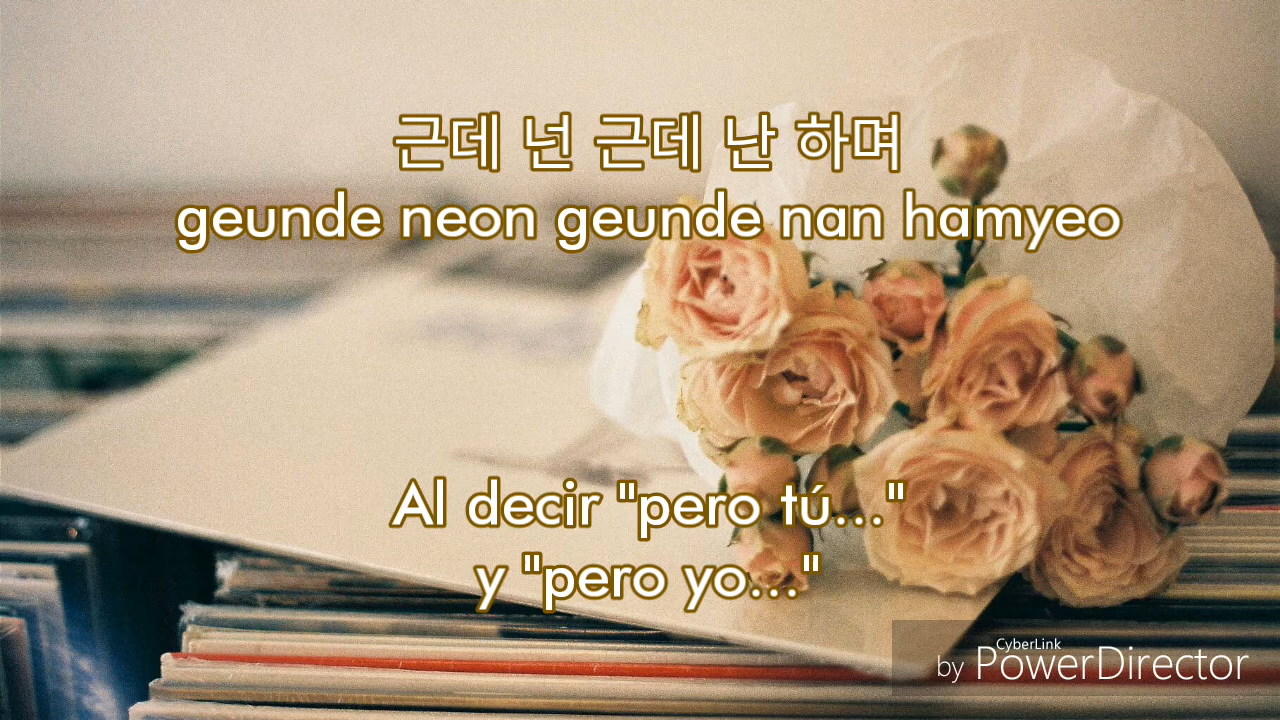 근데 넌 근데 난 하며
geunde neon geunde nan hamyeo
Al decir "pero tú..."
y "pero yo..."
CyberLink
by PowerDirector